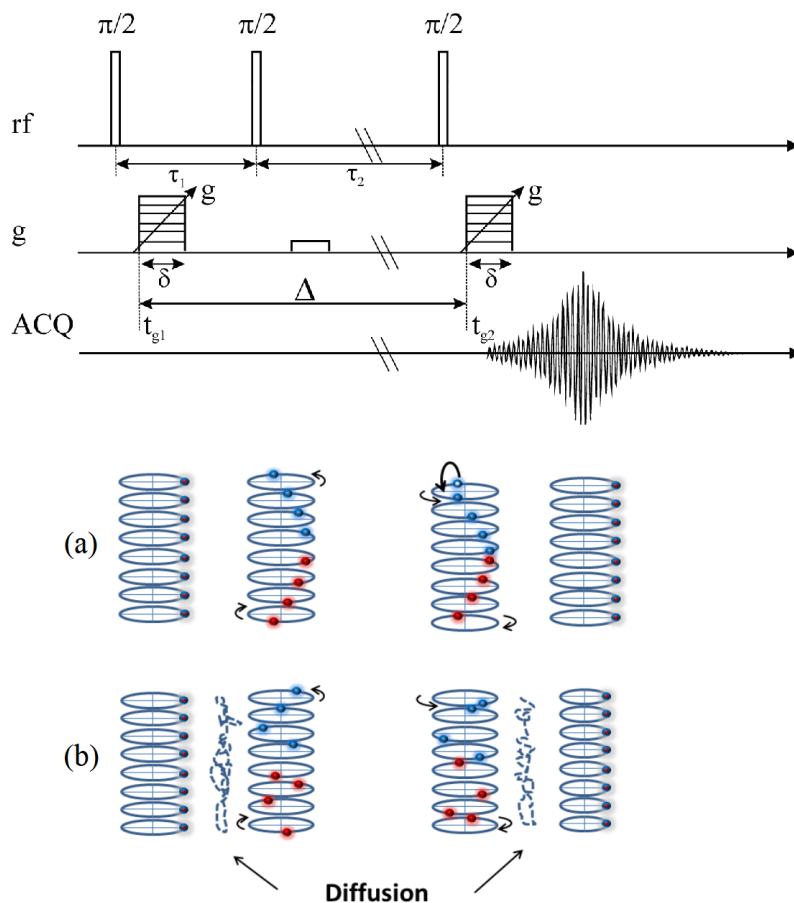 π/2 π/2 π/2
rf
τ1 τ2
g g g
δ δ
Δ
ACQ tg1 tg2
(a)
(b)
Diffusion